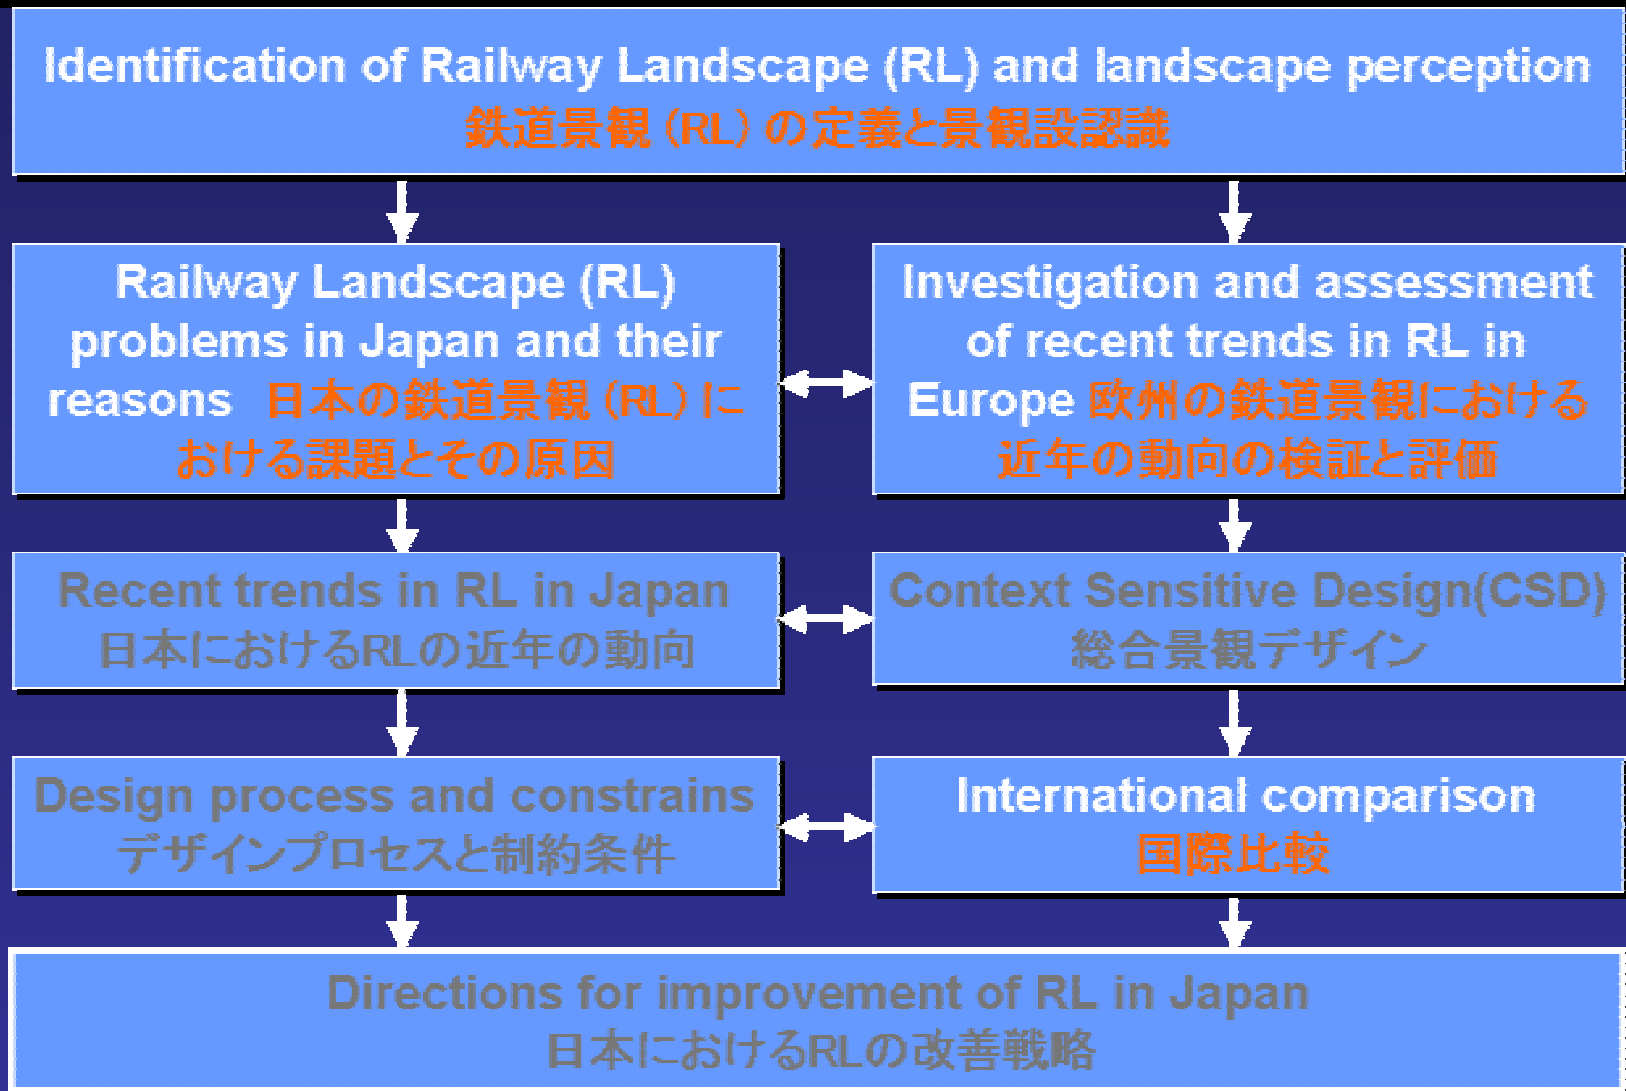 Identification of Railway Landscape (RL) and landscape perception
鉄道景観（RL）の定義と景観設認識
Railway Landscape (RL)
problems in Japan and their
reasons 日本の鉄道景観（RL）に
おける課題とその原因
Investigation and assessment
of recent trends in RL in
Europe 欧州の鉄道景観における
近年の動向の検証と評価
Recent trends in RL in Japan
日本におけるRLの近年の動向
Context Sensitive Design(CSD)
総合景観デザイン
Design process and constrains
デザインプロセスと制約条件
International comparison
国際比較
Directions for improvement of RL in Japan
日本におけるRLの改善戦略